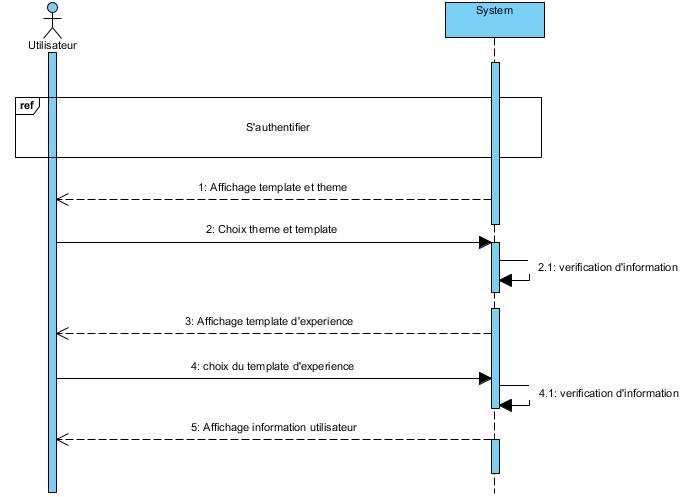 System
Utilisateur
ref
S'authentifier
1: Affichage template et theme
2: Choix theme et template
2.1: verification d'information
3: Affichage template d'experience
4: choix du template d'experience
4.1: verification d'information
5: Affichage information utilisateur